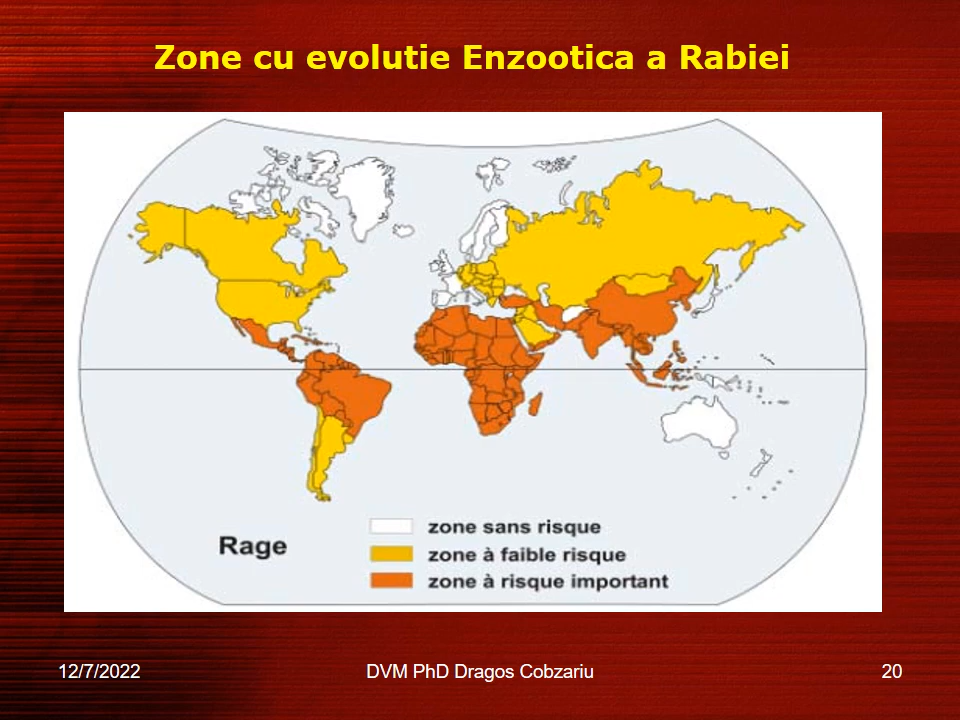 Zone cu evolutie Enzootica a Rabiei
Rage
zone sans risque
zone à faible risque
zone à risque important
12/7/2022
DVM PhD Dragos Cobzariu
20